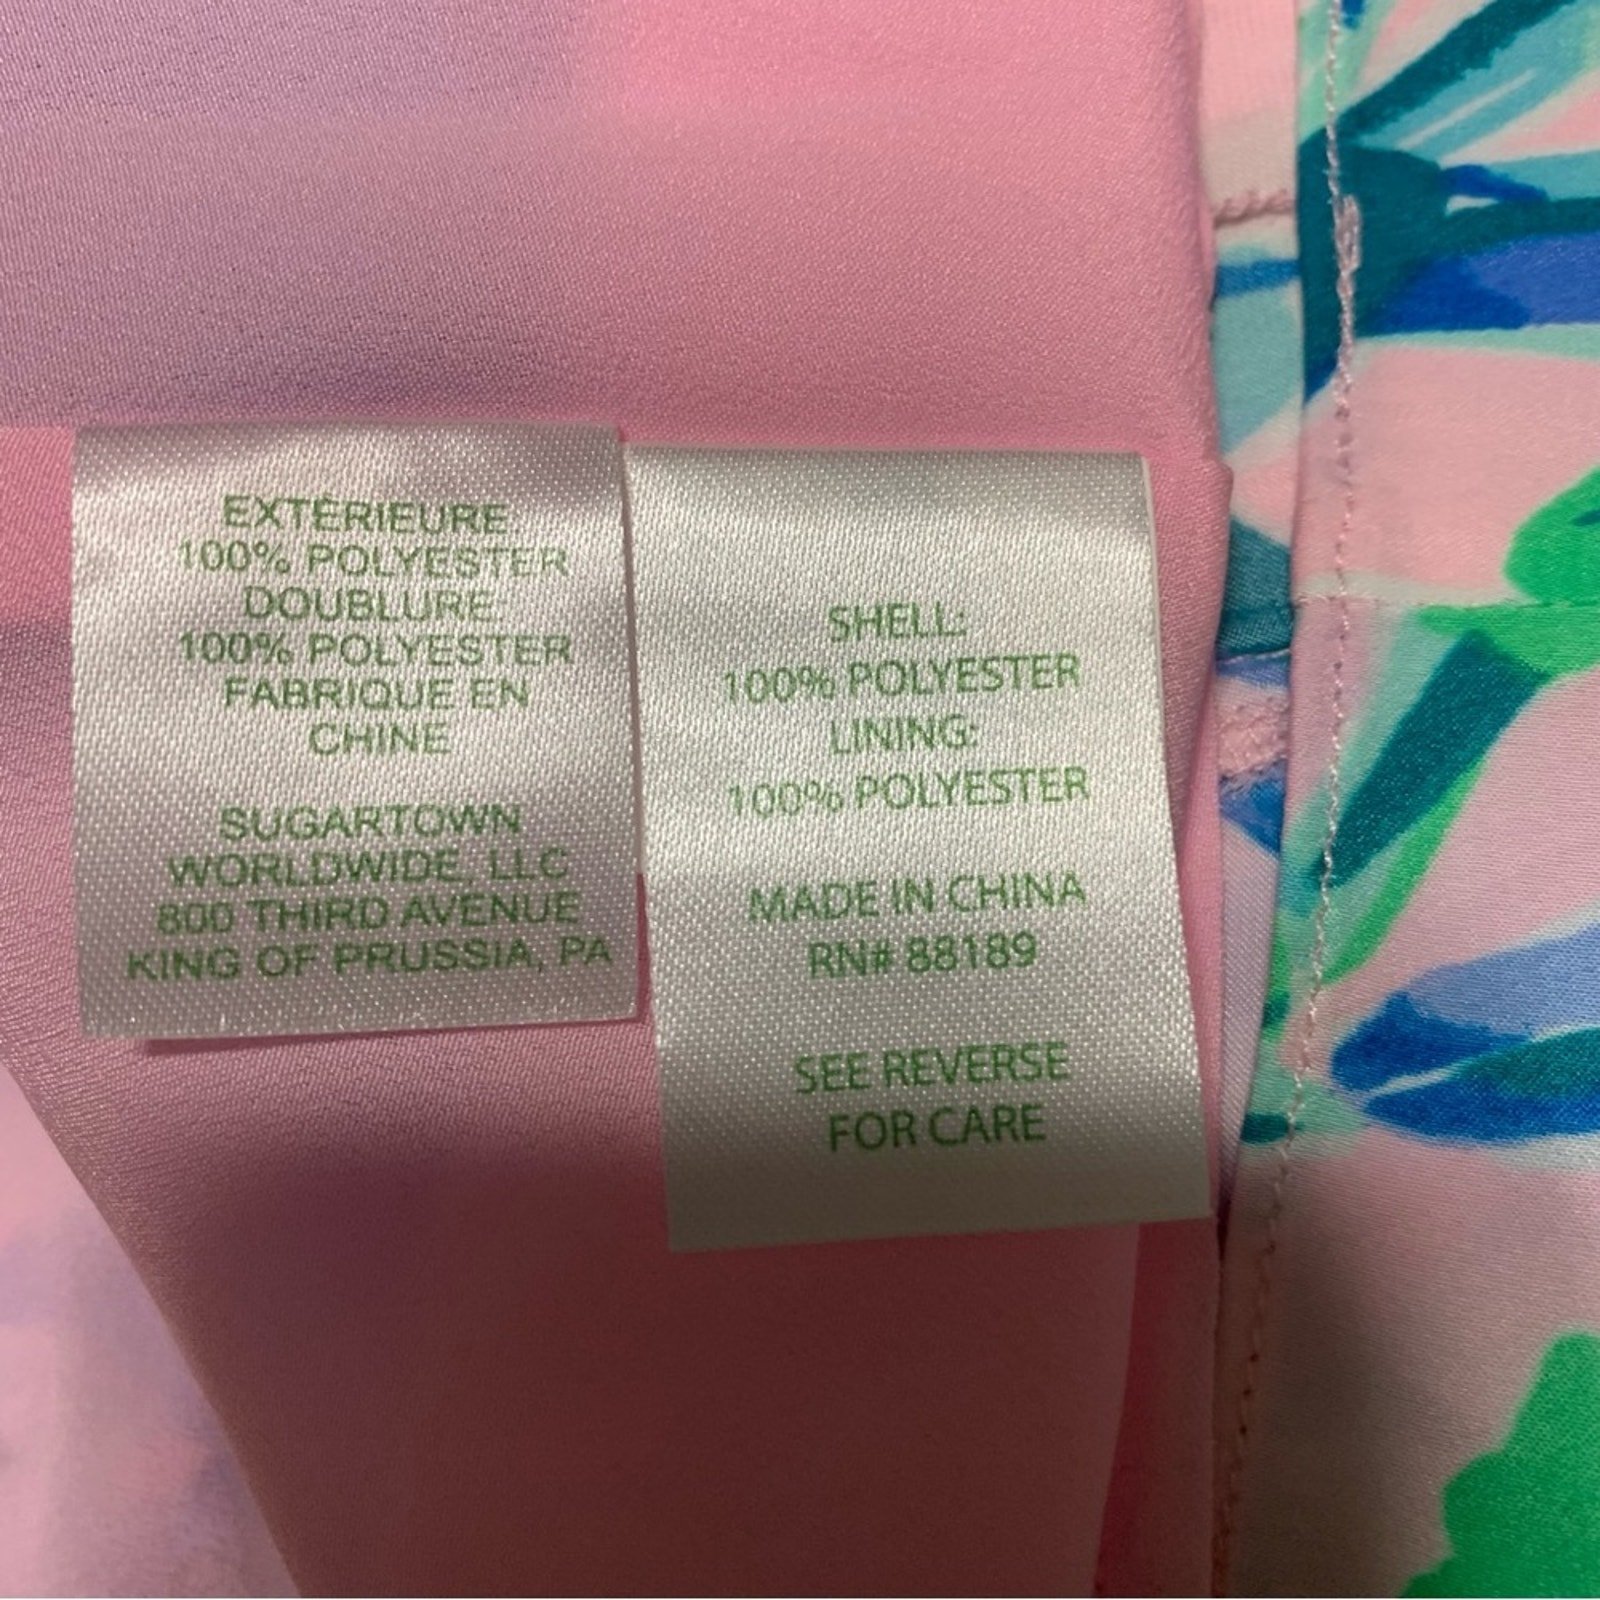 EXTÉRIEURE
100% POLYESTER
DOUBLURE:
100% POLYESTER
FABRIQUE EN
CHINE
SUGARTOWN
WORLDWIDE, LLC
800 THIRD AVENUE
KING OF PRUSSIA, PA
SHELL:
100% POLYESTER
LINING:
100% POLYESTER
MADE IN CHINA
RN# 88189
SEE REVERSE
FOR CARE